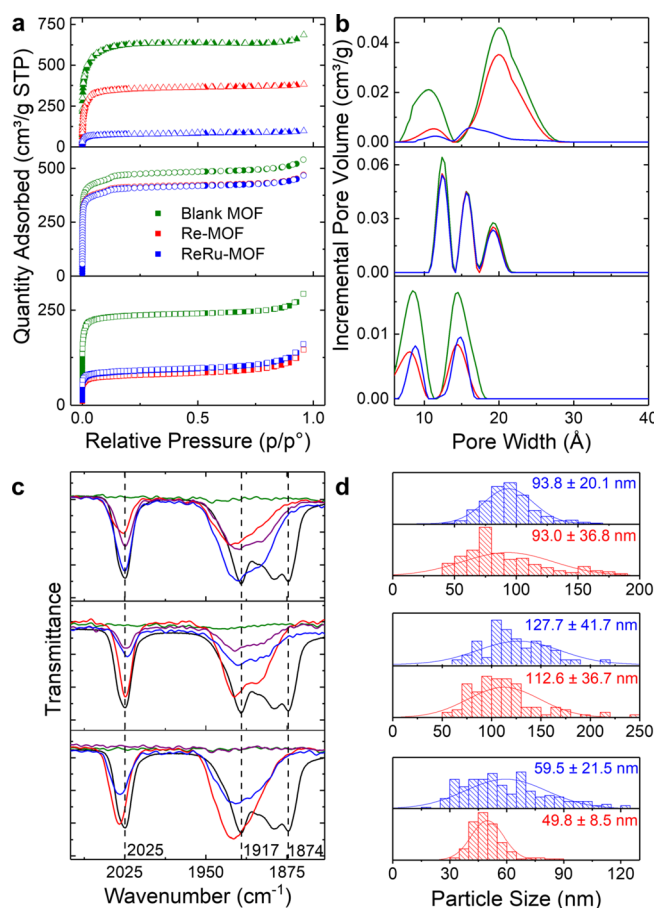 a
Quantity Adsorbed (cm³/g STP)
750
500
250
0
500
250
0
250
0
Blank MOF
Re-MOF
ReRu-MOF
0.0
0.5
1.0
Relative Pressure (p/p°)
b
Incremental Pore Volume (cm³/g)
0.04
0.02
0.00
0.06
0.03
0.00
0.01
0.00
10
20
30
40
Pore Width (Å)
c
Transmittance
2025
1917
1874
2025
1950
1875
Wavenumber (cm⁻¹)
d
93.8 ± 20.1 nm
93.0 ± 36.8 nm
0
50
100
150
200
127.7 ± 41.7 nm
112.6 ± 36.7 nm
0
50
100
150
200
250
59.5 ± 21.5 nm
49.8 ± 8.5 nm
0
30
60
90
120
Particle Size (nm)